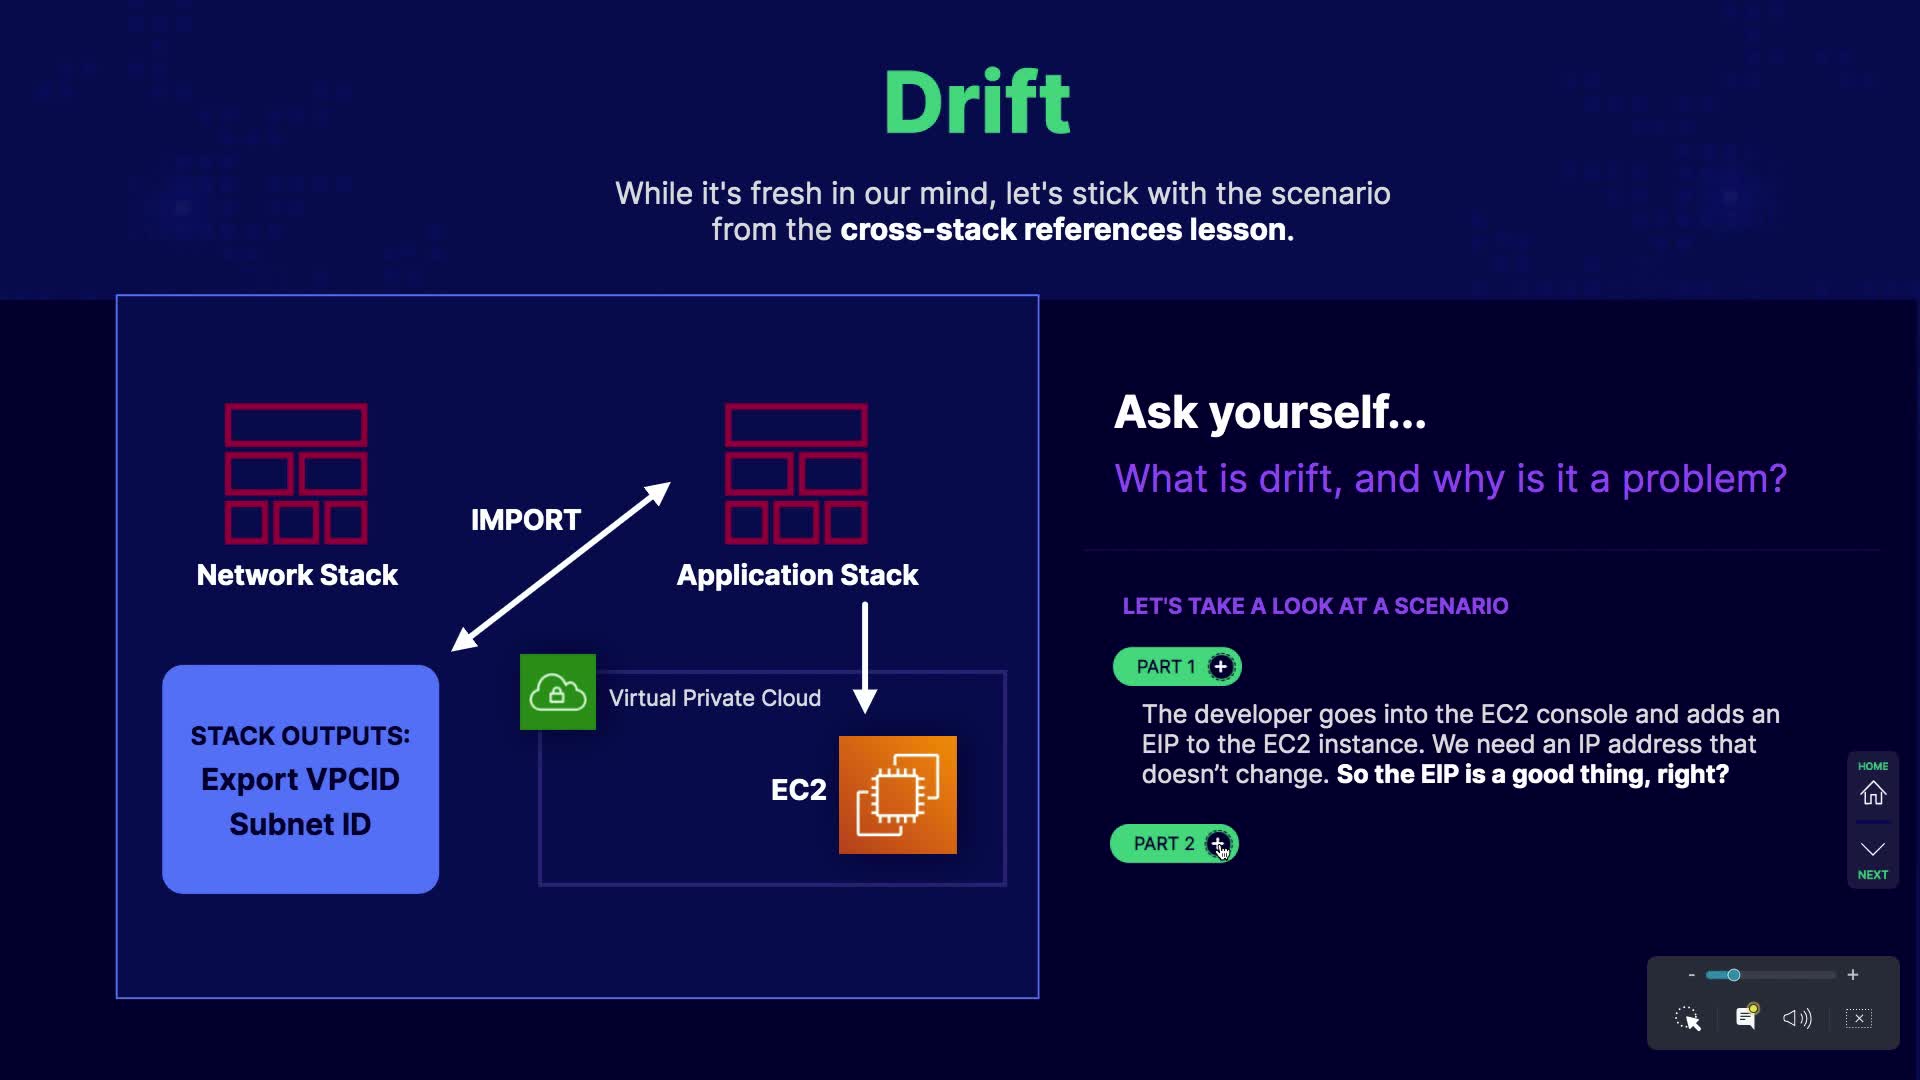 Drift
While it's fresh in our mind, let's stick with the scenario
from the cross-stack references lesson.
IMPORT
Network Stack
Application Stack
STACK OUTPUTS:
Export VPCID
Subnet ID
Virtual Private Cloud
EC2
Ask yourself...
What is drift, and why is it a problem?
LET'S TAKE A LOOK AT A SCENARIO
PART 1 +
The developer goes into the EC2 console and adds an
EIP to the EC2 instance. We need an IP address that
doesn’t change. So the EIP is a good thing, right?
PART 2 +
HOME
NEXT
- +